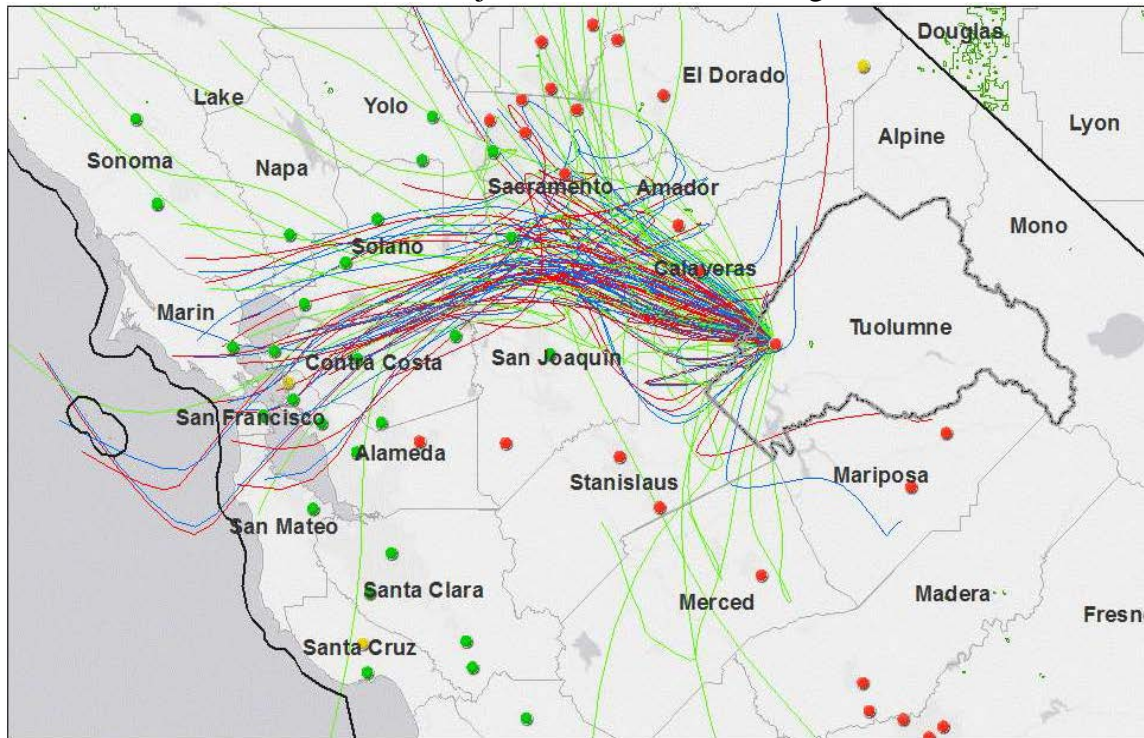 Douglas
El Dorado
Lake
Yolo
Lyon
Alpine
Sonoma
Napa
Sacramento
Amador
Mono
Solano
Calaveras
Marin
Tuolumne
Contra Costa
San Joaquin
San Francisco
Alameda
Stanislaus
Mariposa
San Mateo
Santa Clara
Merced
Madera
Fresn
Santa Cruz